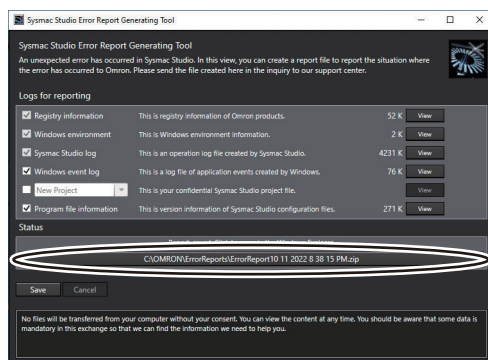 Sysmac Studio Error Report Generating Tool
Sysmac Studio Error Report Generating Tool
An unexpected error has occurred in Sysmac Studio. In this view, you can create a report file to report the situation where
the error has occurred to Omron. Please send the file created here in the inquiry to our support center.
Logs for reporting
Registry information This is registry information of Omron products. 52 K View
Windows environment This is Windows environment information. 2 K View
Sysmac Studio log This is an operation log file created by Sysmac Studio. 4231 K View
Windows event log This is a log file of application events created by Windows. 76 K View
New Project This is your confidential Sysmac Studio project file. View
Program file information This is version information of Sysmac Studio configuration files. 271 K View
Status
C:\OMRON\ErrorReports\ErrorReport10 11 2022 8 38 15 PM.zip
Save Cancel
No files will be transferred from your computer without your consent. You can view the content at any time. You should be aware that some data is
mandatory in this exchange so that we can find the information we need to help you.